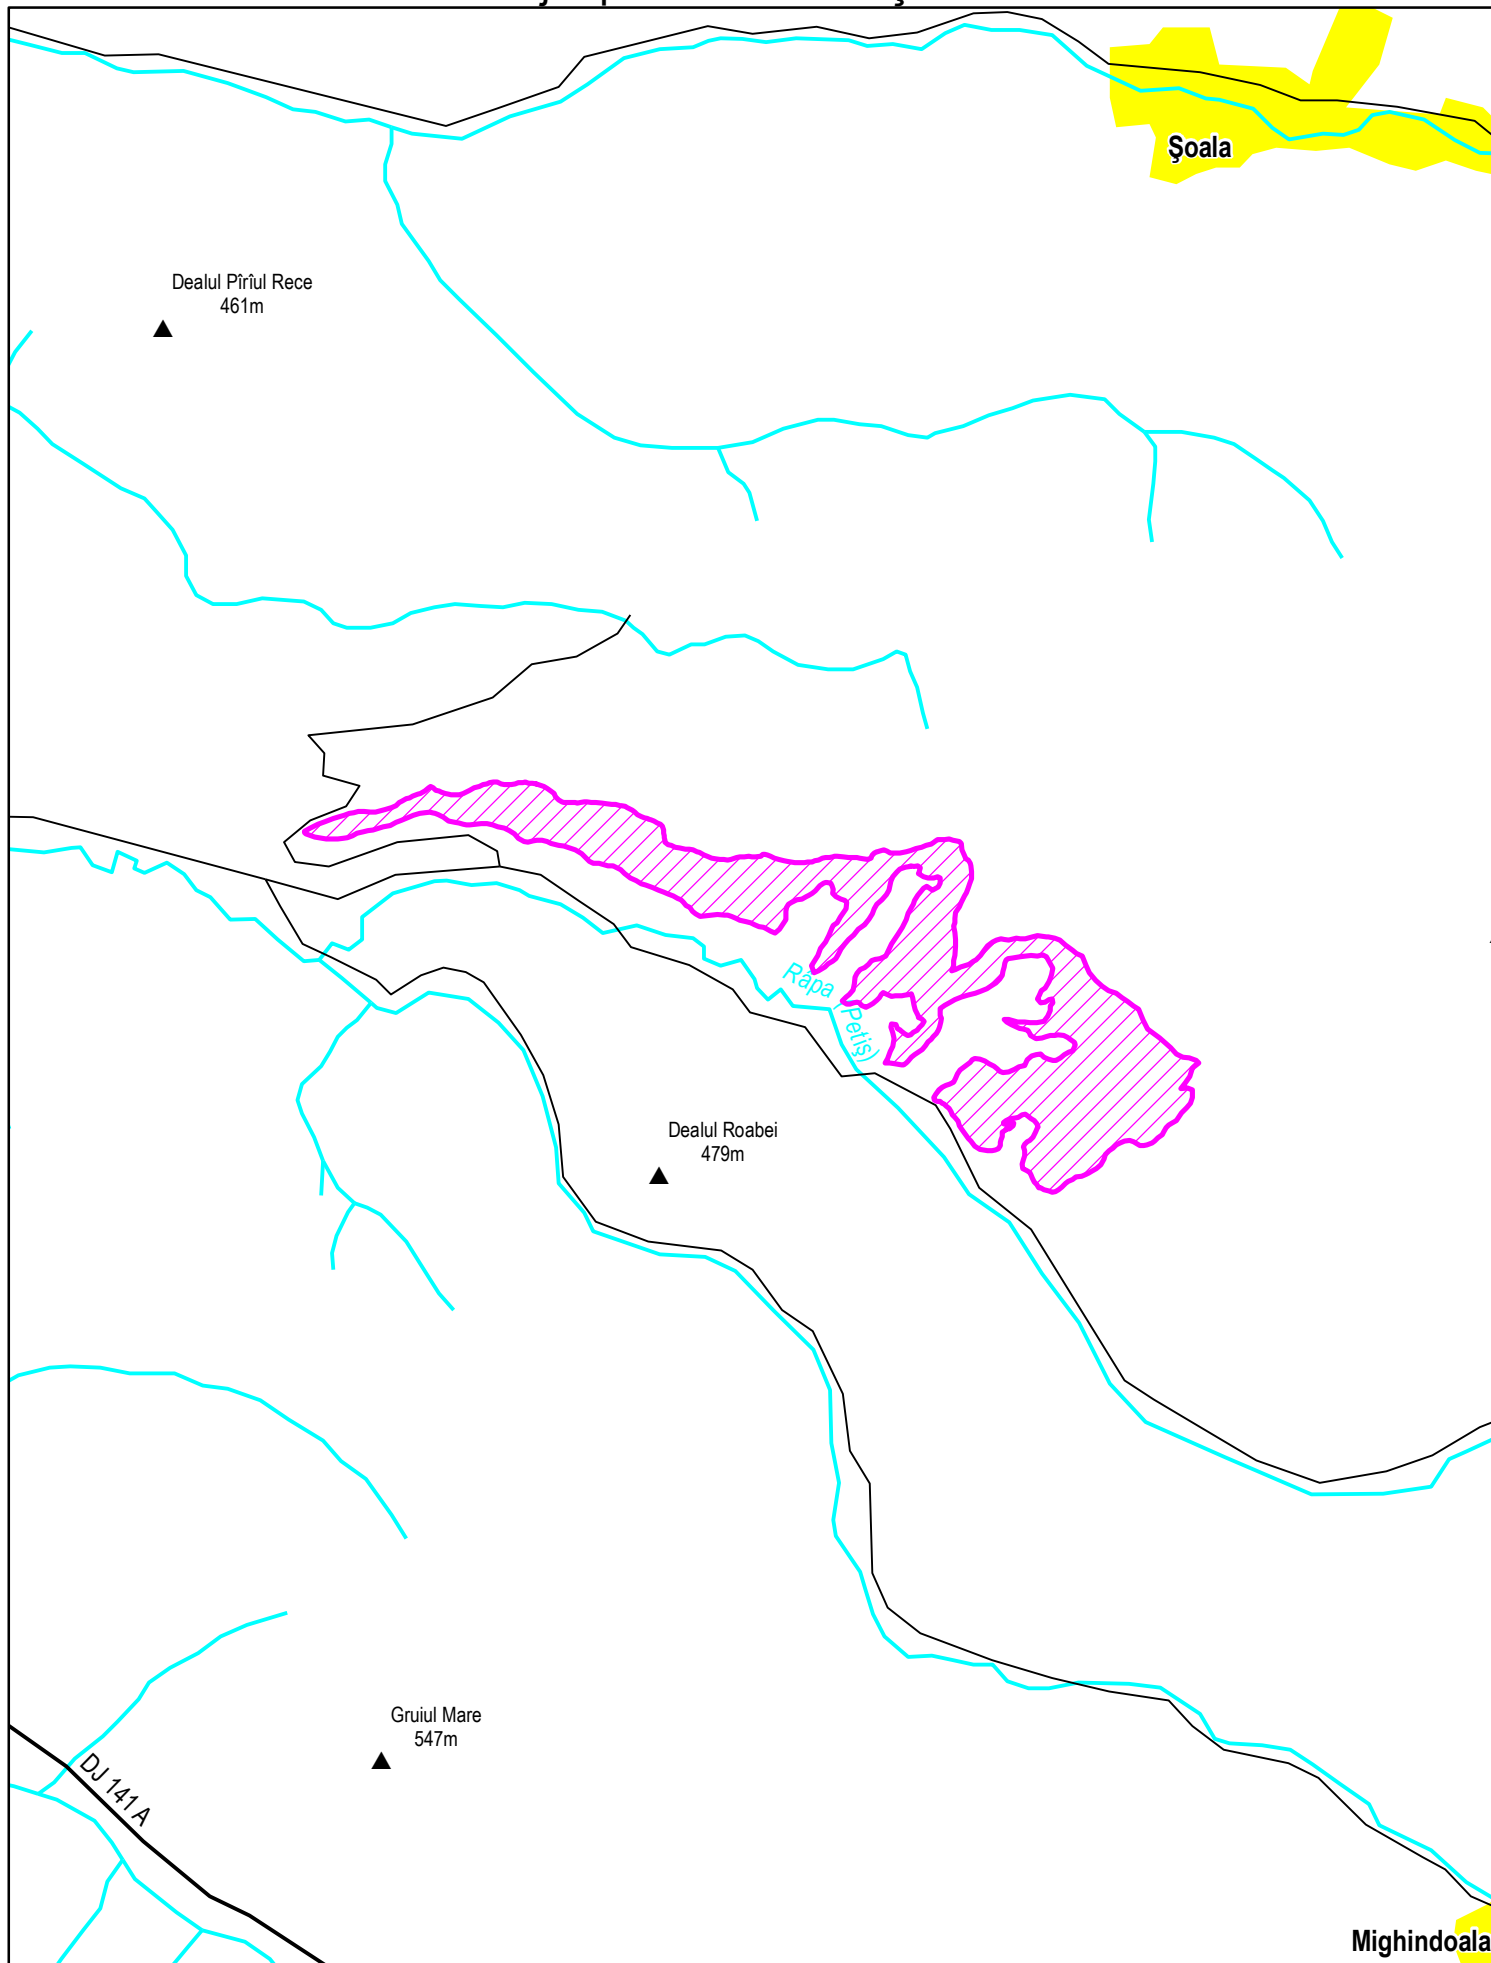 Şoala
Dealul Pîrîul Rece
461m
Râpa (Petiş)
Dealul Roabei
479m
Gruiul Mare
547m
DJ 141A
Mighindoala